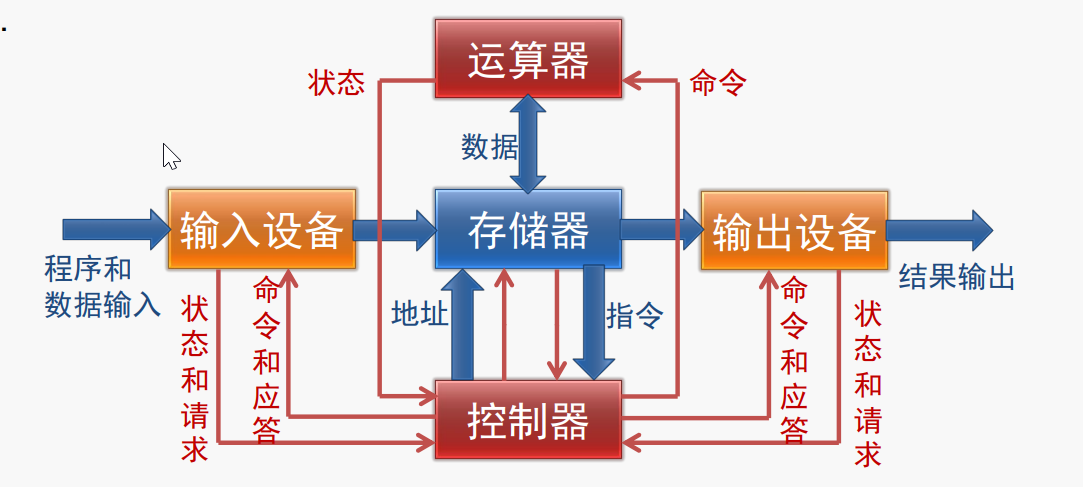 .
运算器
状态
命令
数据
输入设备
存储器
输出设备
程序和
数据输入
结果输出
地址
指令
状态和请求
命令和应答
命令和应答
状态和请求
控制器